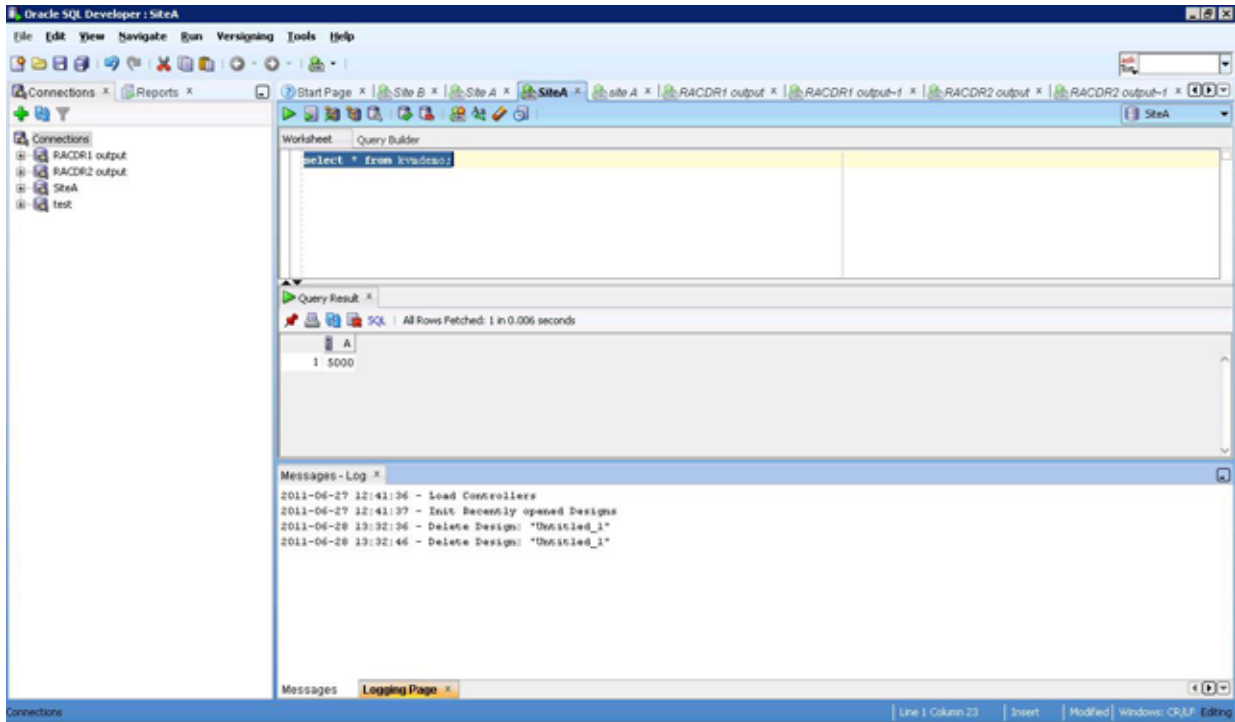 Oracle SQL Developer : SiteA
File Edit View Navigate Run Versioning Tools Help
Connections Reports
Start Page Site B Site A SiteA site A RACDR1 output RACDR1 output~1 RACDR2 output RACDR2 output~1
SiteA
Connections
RACDR1 output
RACDR2 output
SiteA
test
Worksheet Query Builder
select * from kvmdemo;
Query Result
SQL All Rows Fetched: 1 in 0.006 seconds
A
1 5000
Messages - Log
2011-06-27 12:41:36 - Load Controllers
2011-06-27 12:41:37 - Init Recently opened Designs
2011-06-28 13:32:36 - Delete Design: "Untitled_1"
2011-06-28 13:32:46 - Delete Design: "Untitled_1"
Messages Logging Page
Connections Line 1 Column 23 Insert Modified Windows: CR/LF Editing